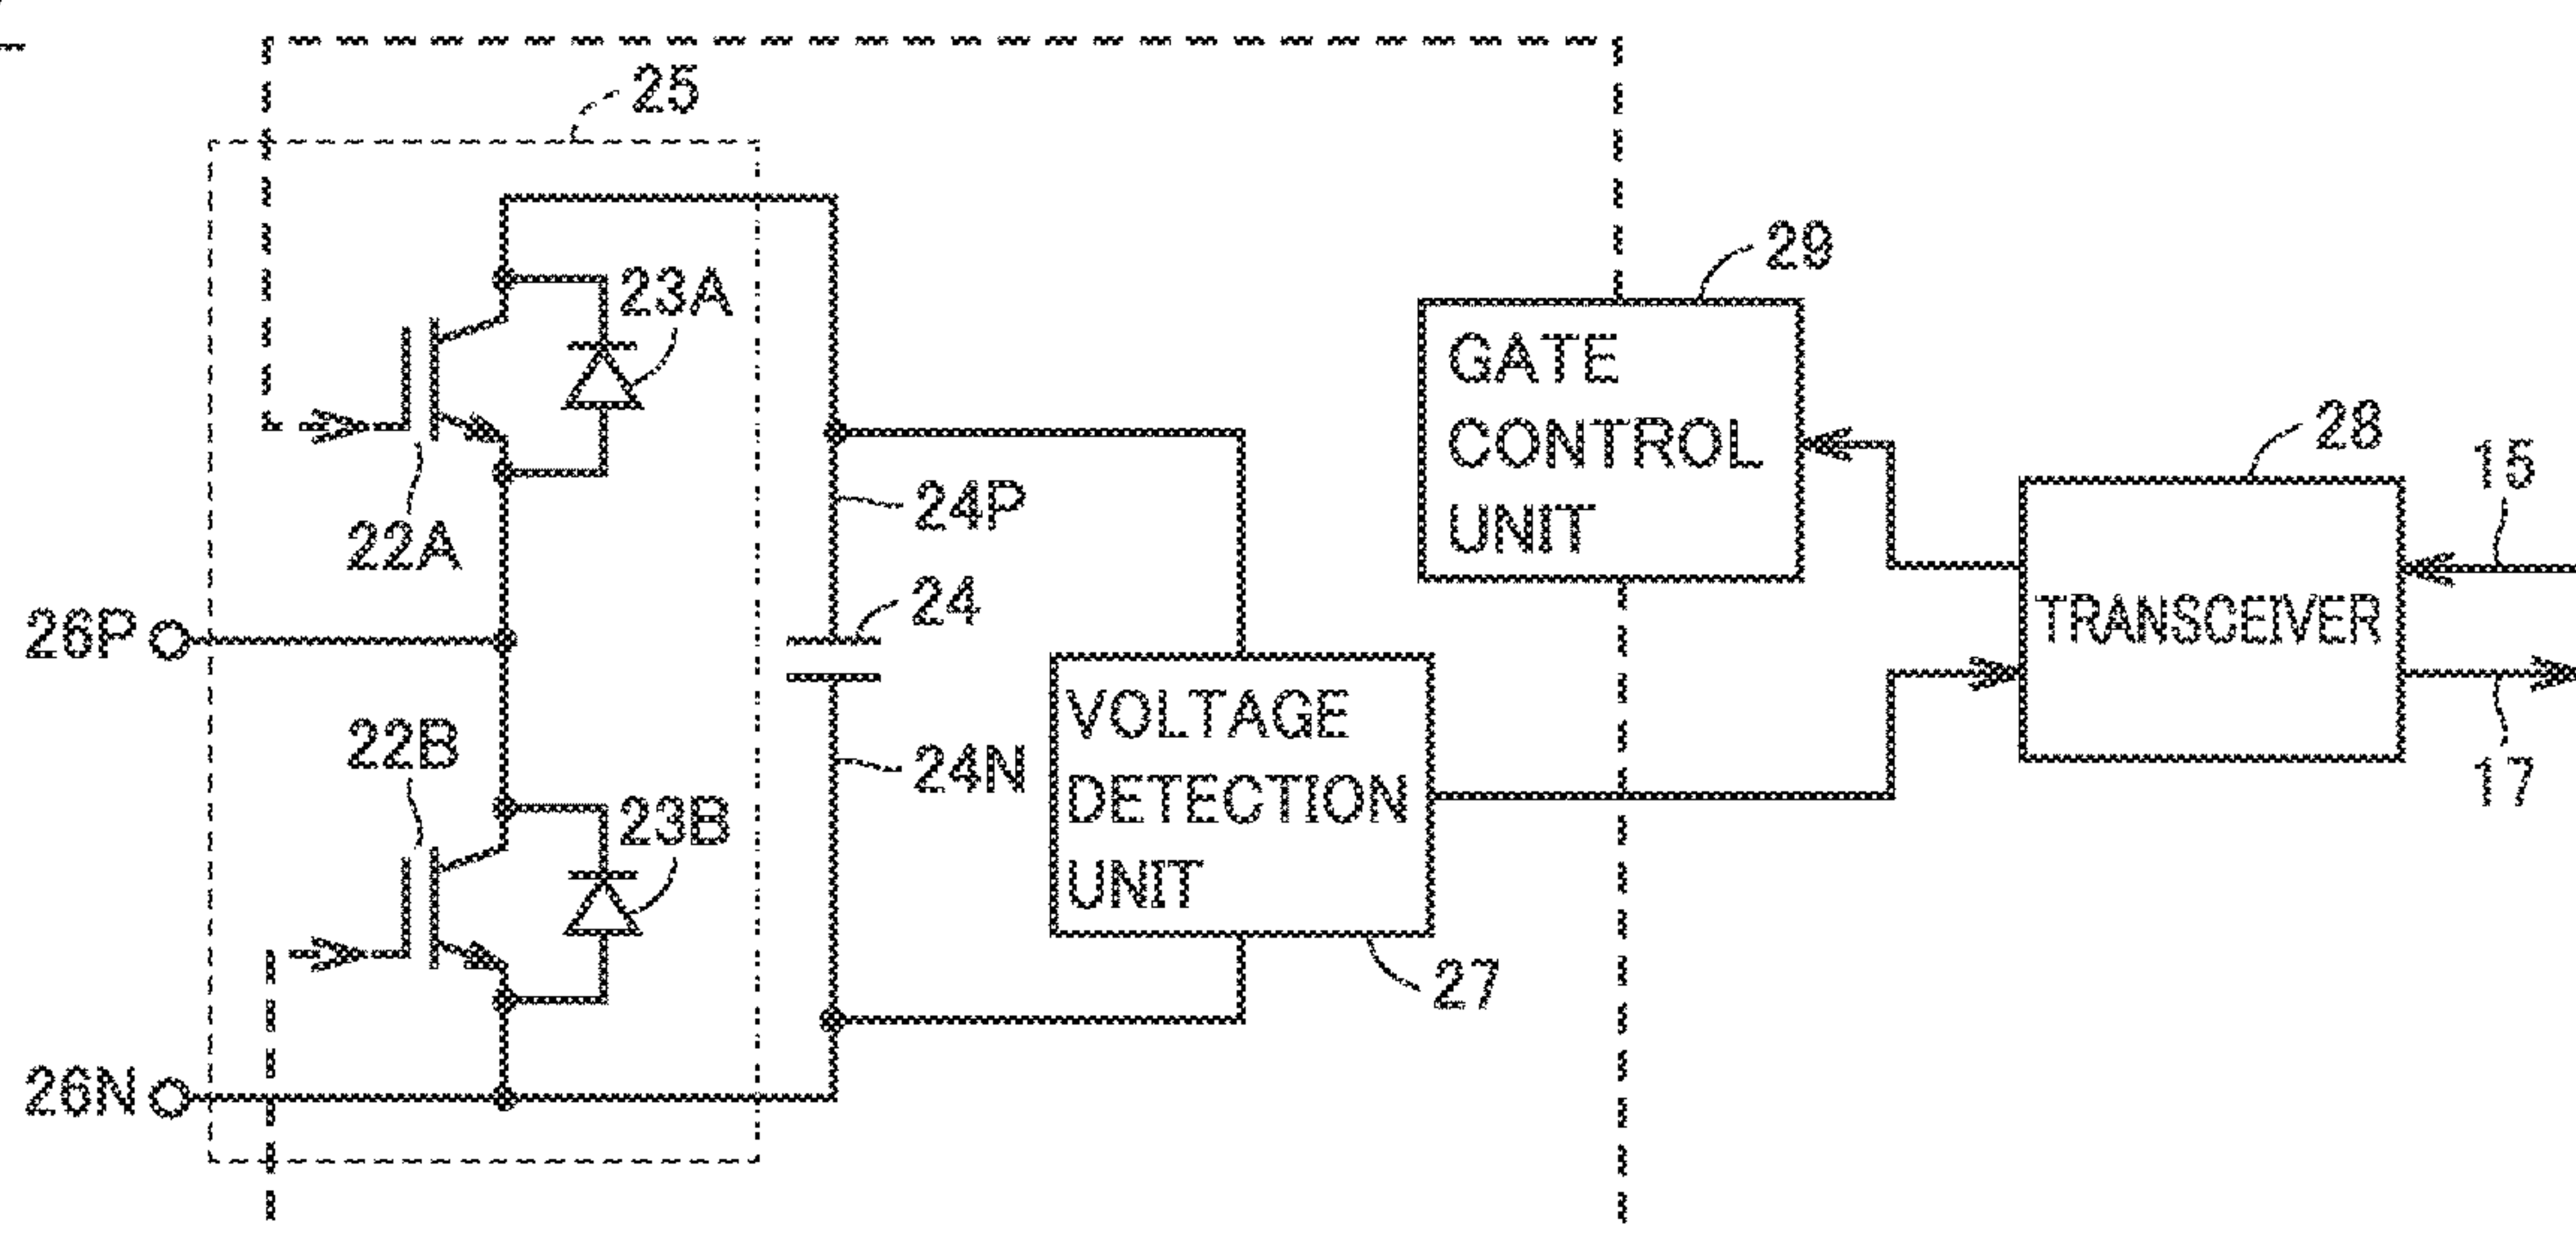 25
23A
29
GATE
CONTROL
UNIT
28
15
24P
22A
24
26P
TRANSCEIVER
VOLTAGE
DETECTION
UNIT
22B
24N
17
23B
27
26N